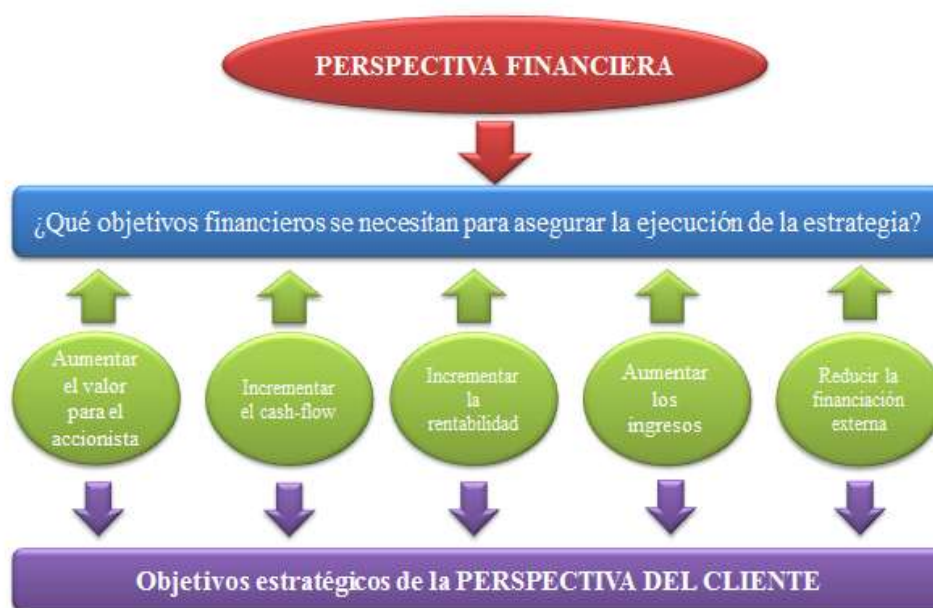 PERSPECTIVA FINANCIERA
¿Qué objetivos financieros se necesitan para asegurar la ejecución de la estrategia?
Aumentar
el valor
para el
accionista
Incrementar
el cash-flow
Incrementar
la
rentabilidad
Aumentar
los
ingresos
Reducir la
financiación
externa
Objetivos estratégicos de la PERSPECTIVA DEL CLIENTE